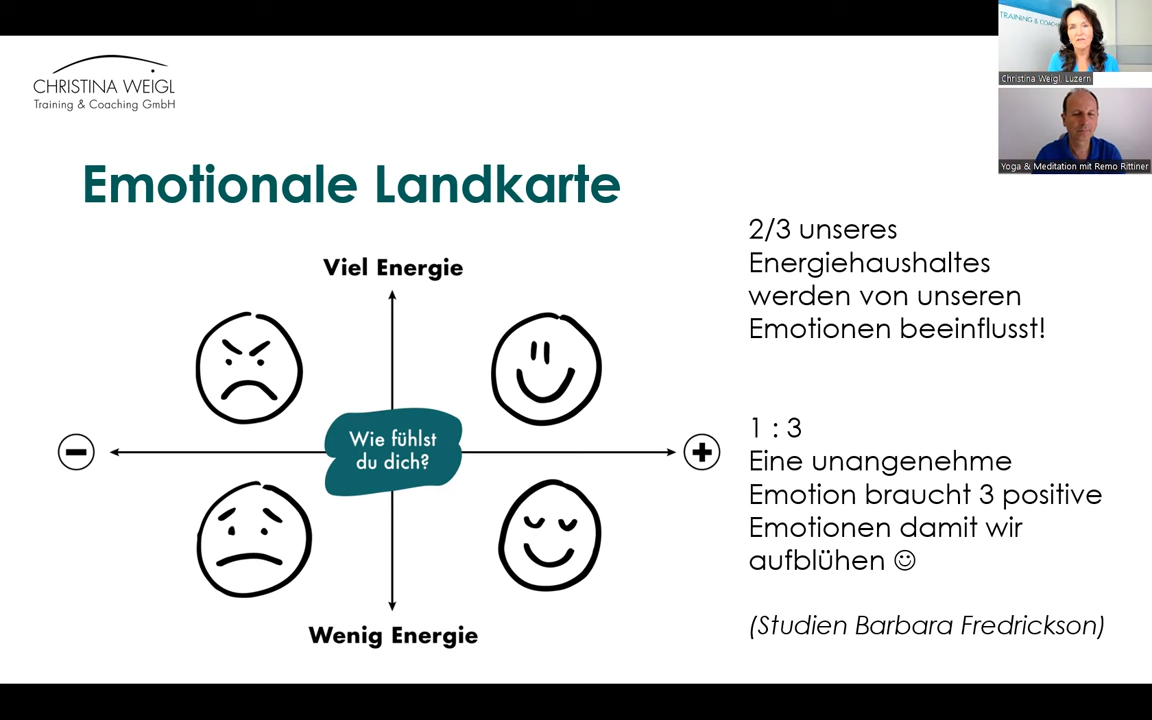 CHRISTINA WEIGL
Training & Coaching GmbH
TRAINING & COACH
Christina Weigl, Luzern
Yoga & Meditation mit Remo Rittiner
Emotionale Landkarte
Viel Energie
Wie fühlst
du dich?
Wenig Energie
2/3 unseres
Energiehaushaltes
werden von unseren
Emotionen beeinflusst!
1 : 3
Eine unangenehme
Emotion braucht 3 positive
Emotionen damit wir
aufblühen ☺
(Studien Barbara Fredrickson)